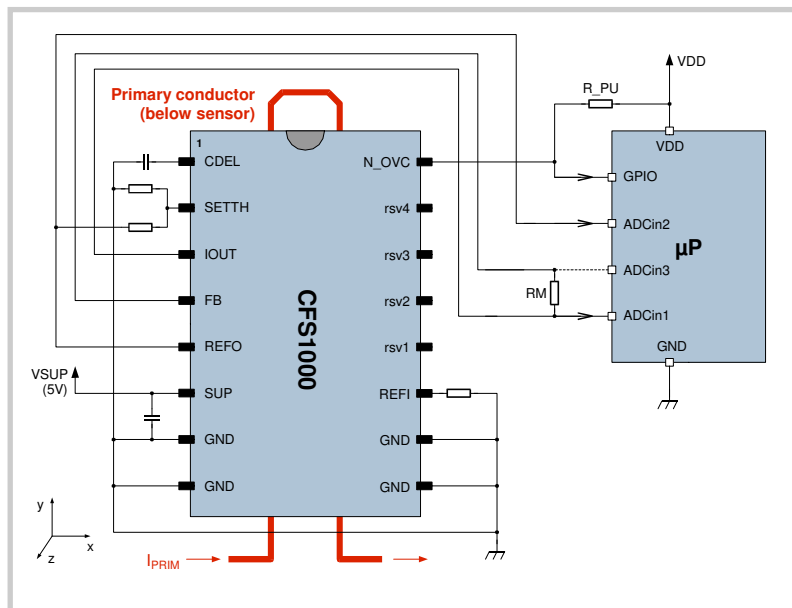 VDD
R_PU
Primary conductor
(below sensor)
1
VDD
CDEL
N_OVC
GPIO
SETTH
rsv4
ADCin2
IOUT
rsv3
µP
ADCin3
CFS1000
RM
FB
rsv2
ADCin1
REFO
rsv1
GND
VSUP
(5V)
SUP
REFI
GND
GND
GND
GND
y
x
z
IPRIM